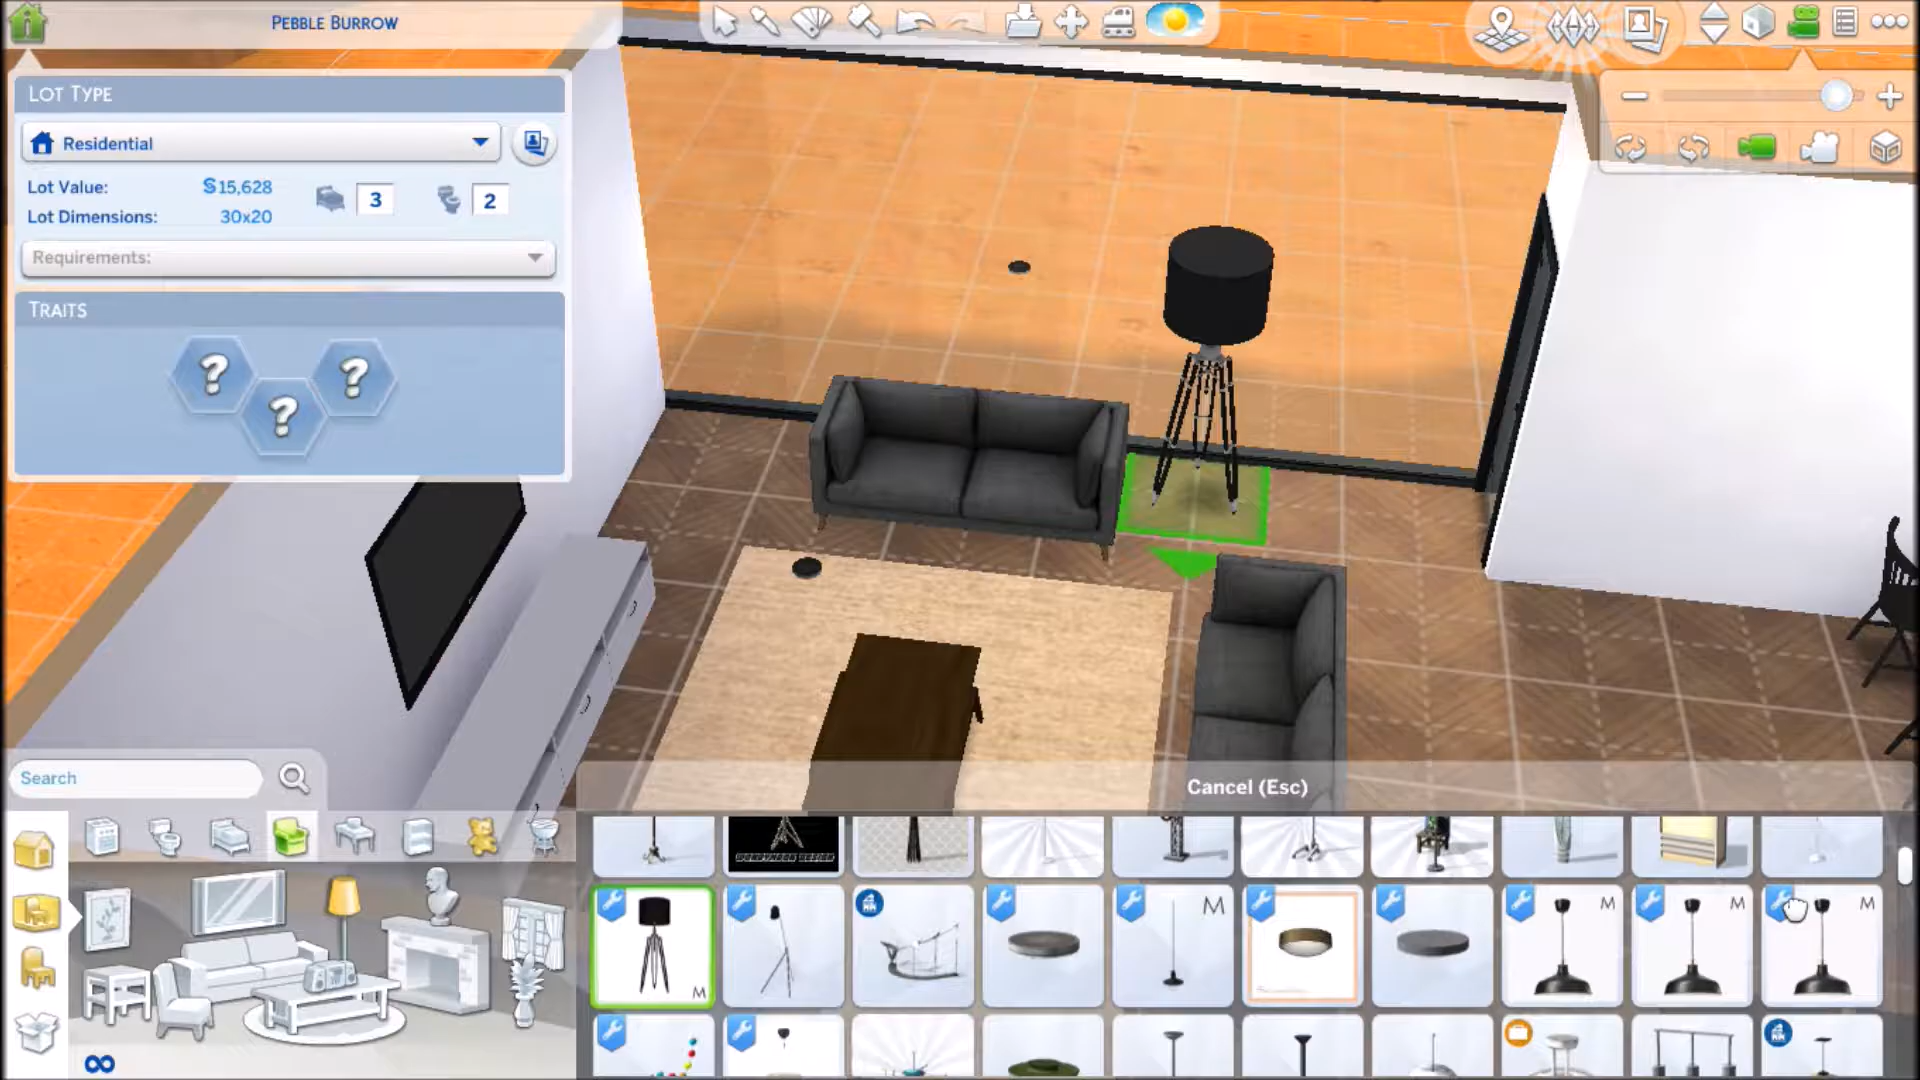 PEBBLE BURROW
LOT TYPE
Residential
Lot Value: §15,628
3
2
Lot Dimensions: 30x20
Requirements:
TRAITS
? ? ?
Search
Cancel (Esc)
M
M
M
M
M